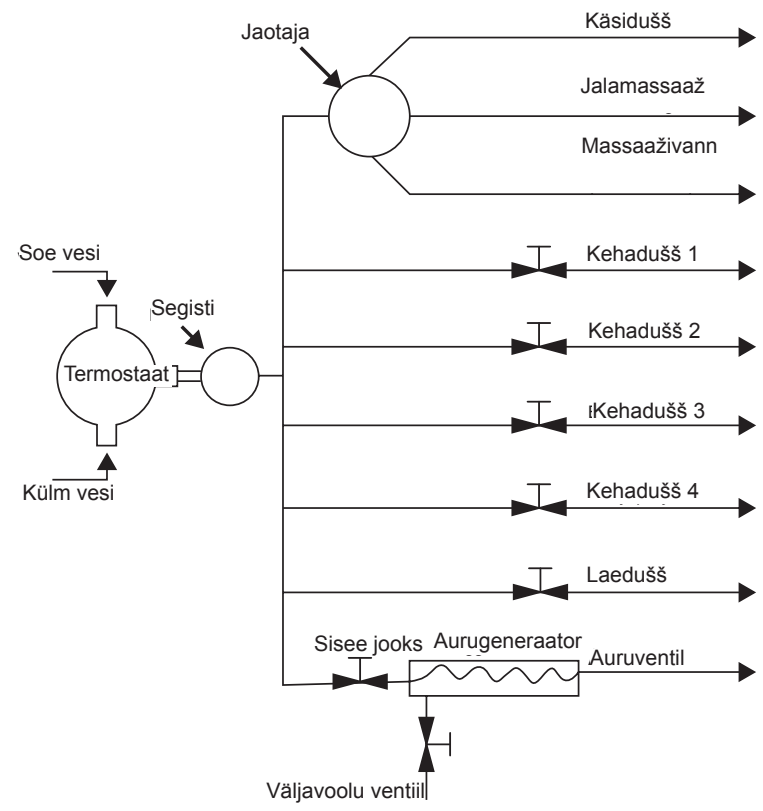 Käsidušš
Jaotaja
Jalamassaaž
Massaaživann
Soe vesi
Kehadušš 1
Segisti
Kehadušš 2
Termostaat
Kehadušš 3
Külm vesi
Kehadušš 4
Laedušš
Sisee jooks
Aurugeneraator
Auruventil
Väljavoolu ventiil